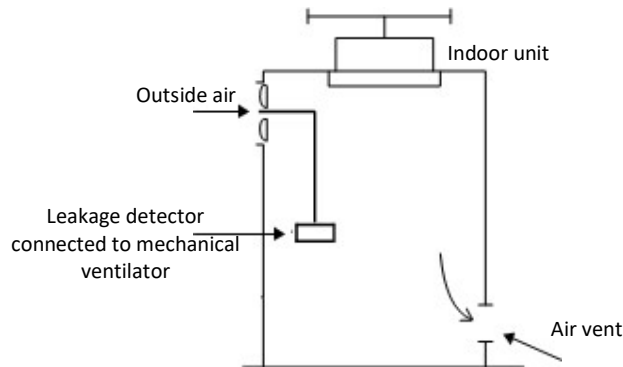 Indoor unit
Outside air
Leakage detector
connected to mechanical
ventilator
Air vent